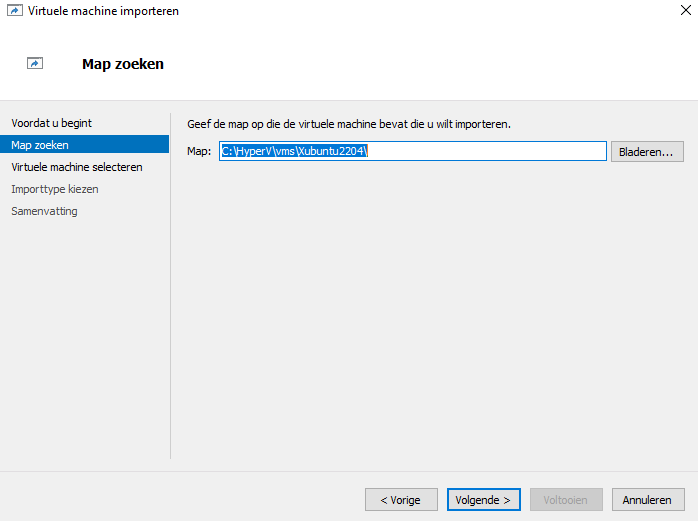 Virtuele machine importeren
Map zoeken
Voordat u begint
Map zoeken
Virtuele machine selecteren
Importtype kiezen
Samenvatting
Geef de map op die de virtuele machine bevat die u wilt importeren.
Map: C:\HyperV\vms\Xubuntu2204\ Bladeren...
< Vorige Volgende > Voltooien Annuleren